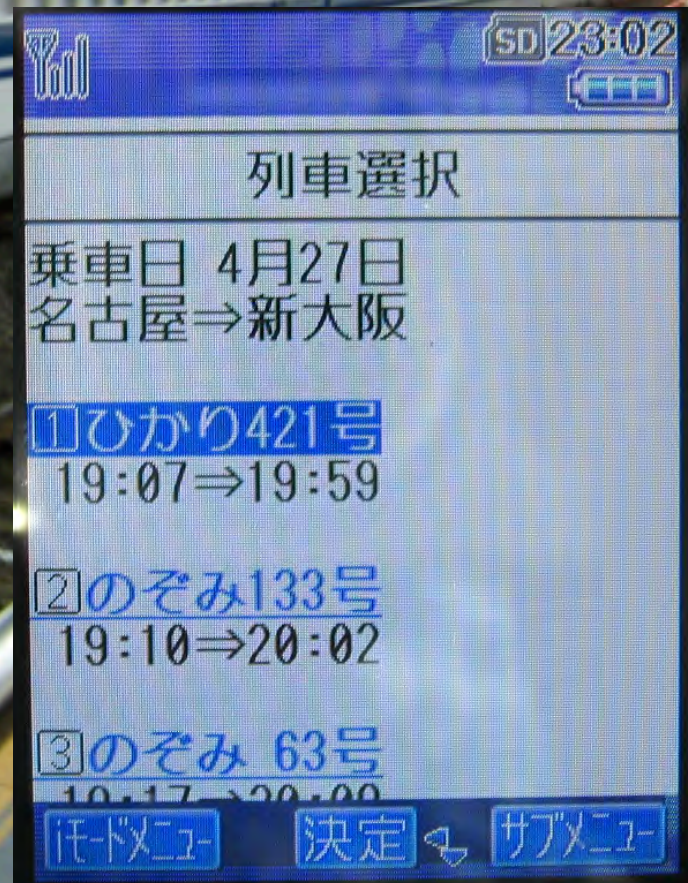 SD 23:02
列車選択
乗車日 4月27日
名古屋⇒新大阪
1 ひかり421号
19:07⇒19:59
2 のぞみ133号
19:10⇒20:02
3 のぞみ 63号
iモードメニュー 決定 サブメニュー